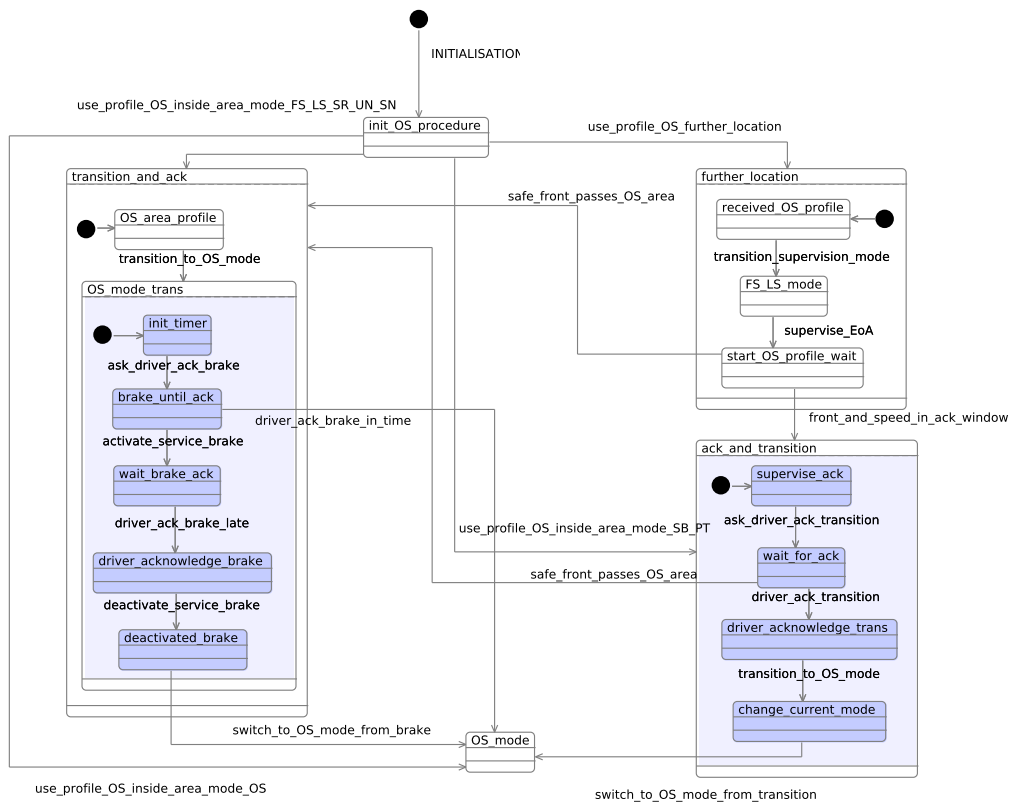 INITIALISATION
use_profile_OS_inside_area_mode_FS_LS_SR_UN_SN
init_OS_procedure
use_profile_OS_further_location
transition_and_ack
further_location
safe_front_passes_OS_area
OS_area_profile
received_OS_profile
transition_to_OS_mode
transition_supervision_mode
OS_mode_trans
FS_LS_mode
init_timer
supervise_EoA
ask_driver_ack_brake
start_OS_profile_wait
brake_until_ack
driver_ack_brake_in_time
front_and_speed_in_ack_window
activate_service_brake
ack_and_transition
wait_brake_ack
supervise_ack
driver_ack_brake_late
ask_driver_ack_transition
use_profile_OS_inside_area_mode_SB_PT
driver_acknowledge_brake
wait_for_ack
safe_front_passes_OS_area
deactivate_service_brake
driver_ack_transition
deactivated_brake
driver_acknowledge_trans
transition_to_OS_mode
change_current_mode
switch_to_OS_mode_from_brake
OS_mode
use_profile_OS_inside_area_mode_OS
switch_to_OS_mode_from_transition